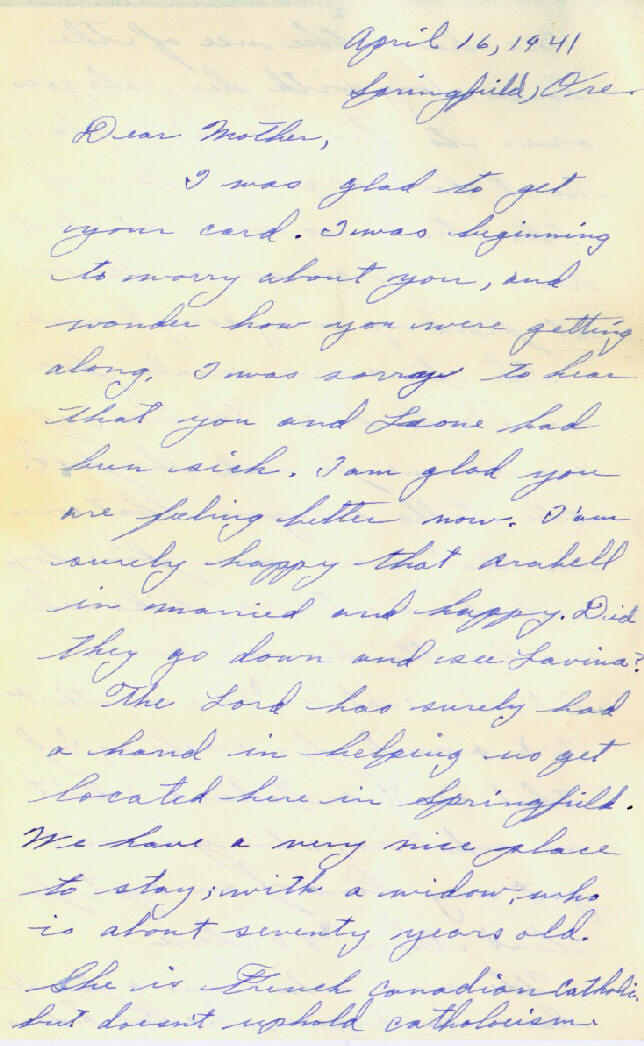 April 16, 1941
Springfield, Ore.
Dear Mother,
I was glad to get
your card. I was beginning
to worry about you, and
wonder how you were getting
along. I was sorry to hear
that you and Leone had
been sick. I am glad you
are feeling better now. I am
surely happy that Arabell
in married and happy. Did
they go down and see Lavina?
The Lord has surely had
a hand in helping us get
located here in Springfield.
We have a very nice place
to stay; with a widow, who
is about seventy years old.
She is French Canadian Catholic
but doesn't uphold catholocism.